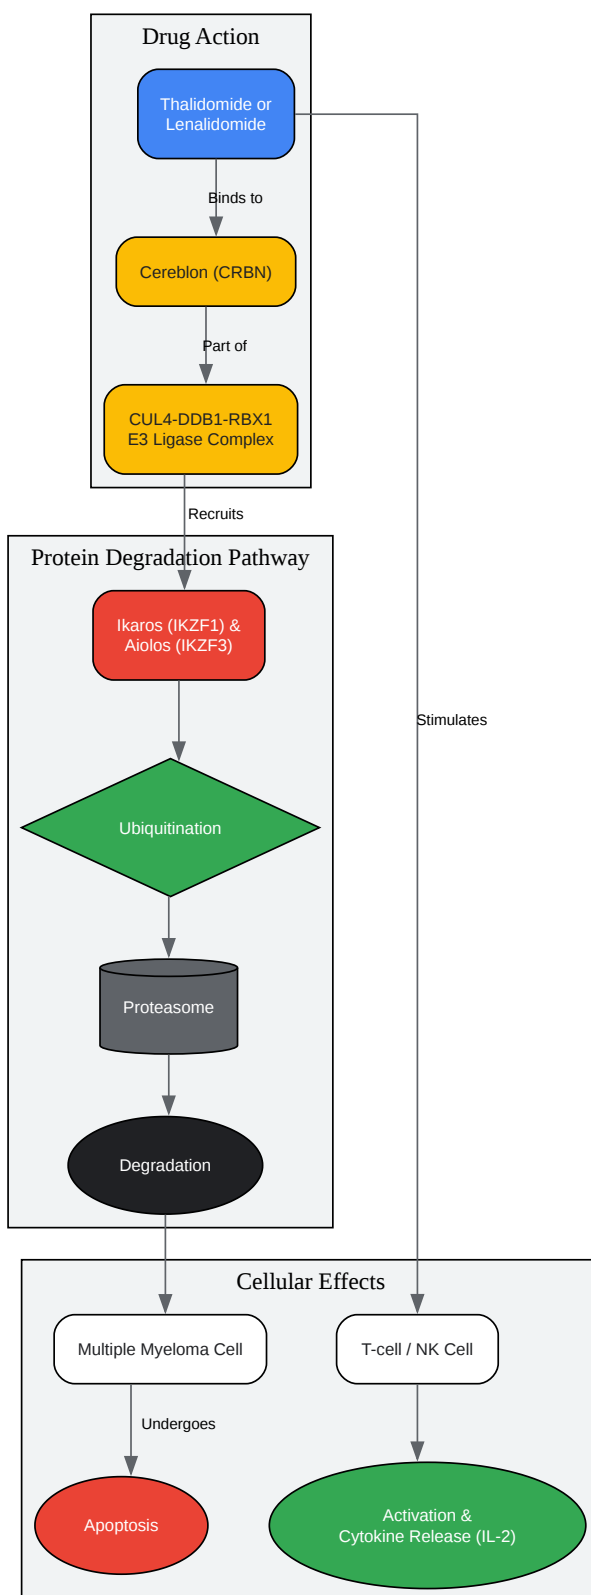 Drug Action
Thalidomide or
Lenalidomide
Binds to
Cereblon (CRBN)
Part of
CUL4-DDB1-RBX1
E3 Ligase Complex
Recruits
Protein Degradation Pathway
Ikaros (IKZF1) &
Aiolos (IKZF3)
Stimulates
Ubiquitination
Proteasome
Degradation
Cellular Effects
Multiple Myeloma Cell
T-cell / NK Cell
Undergoes
Apoptosis
Activation &
Cytokine Release (IL-2)